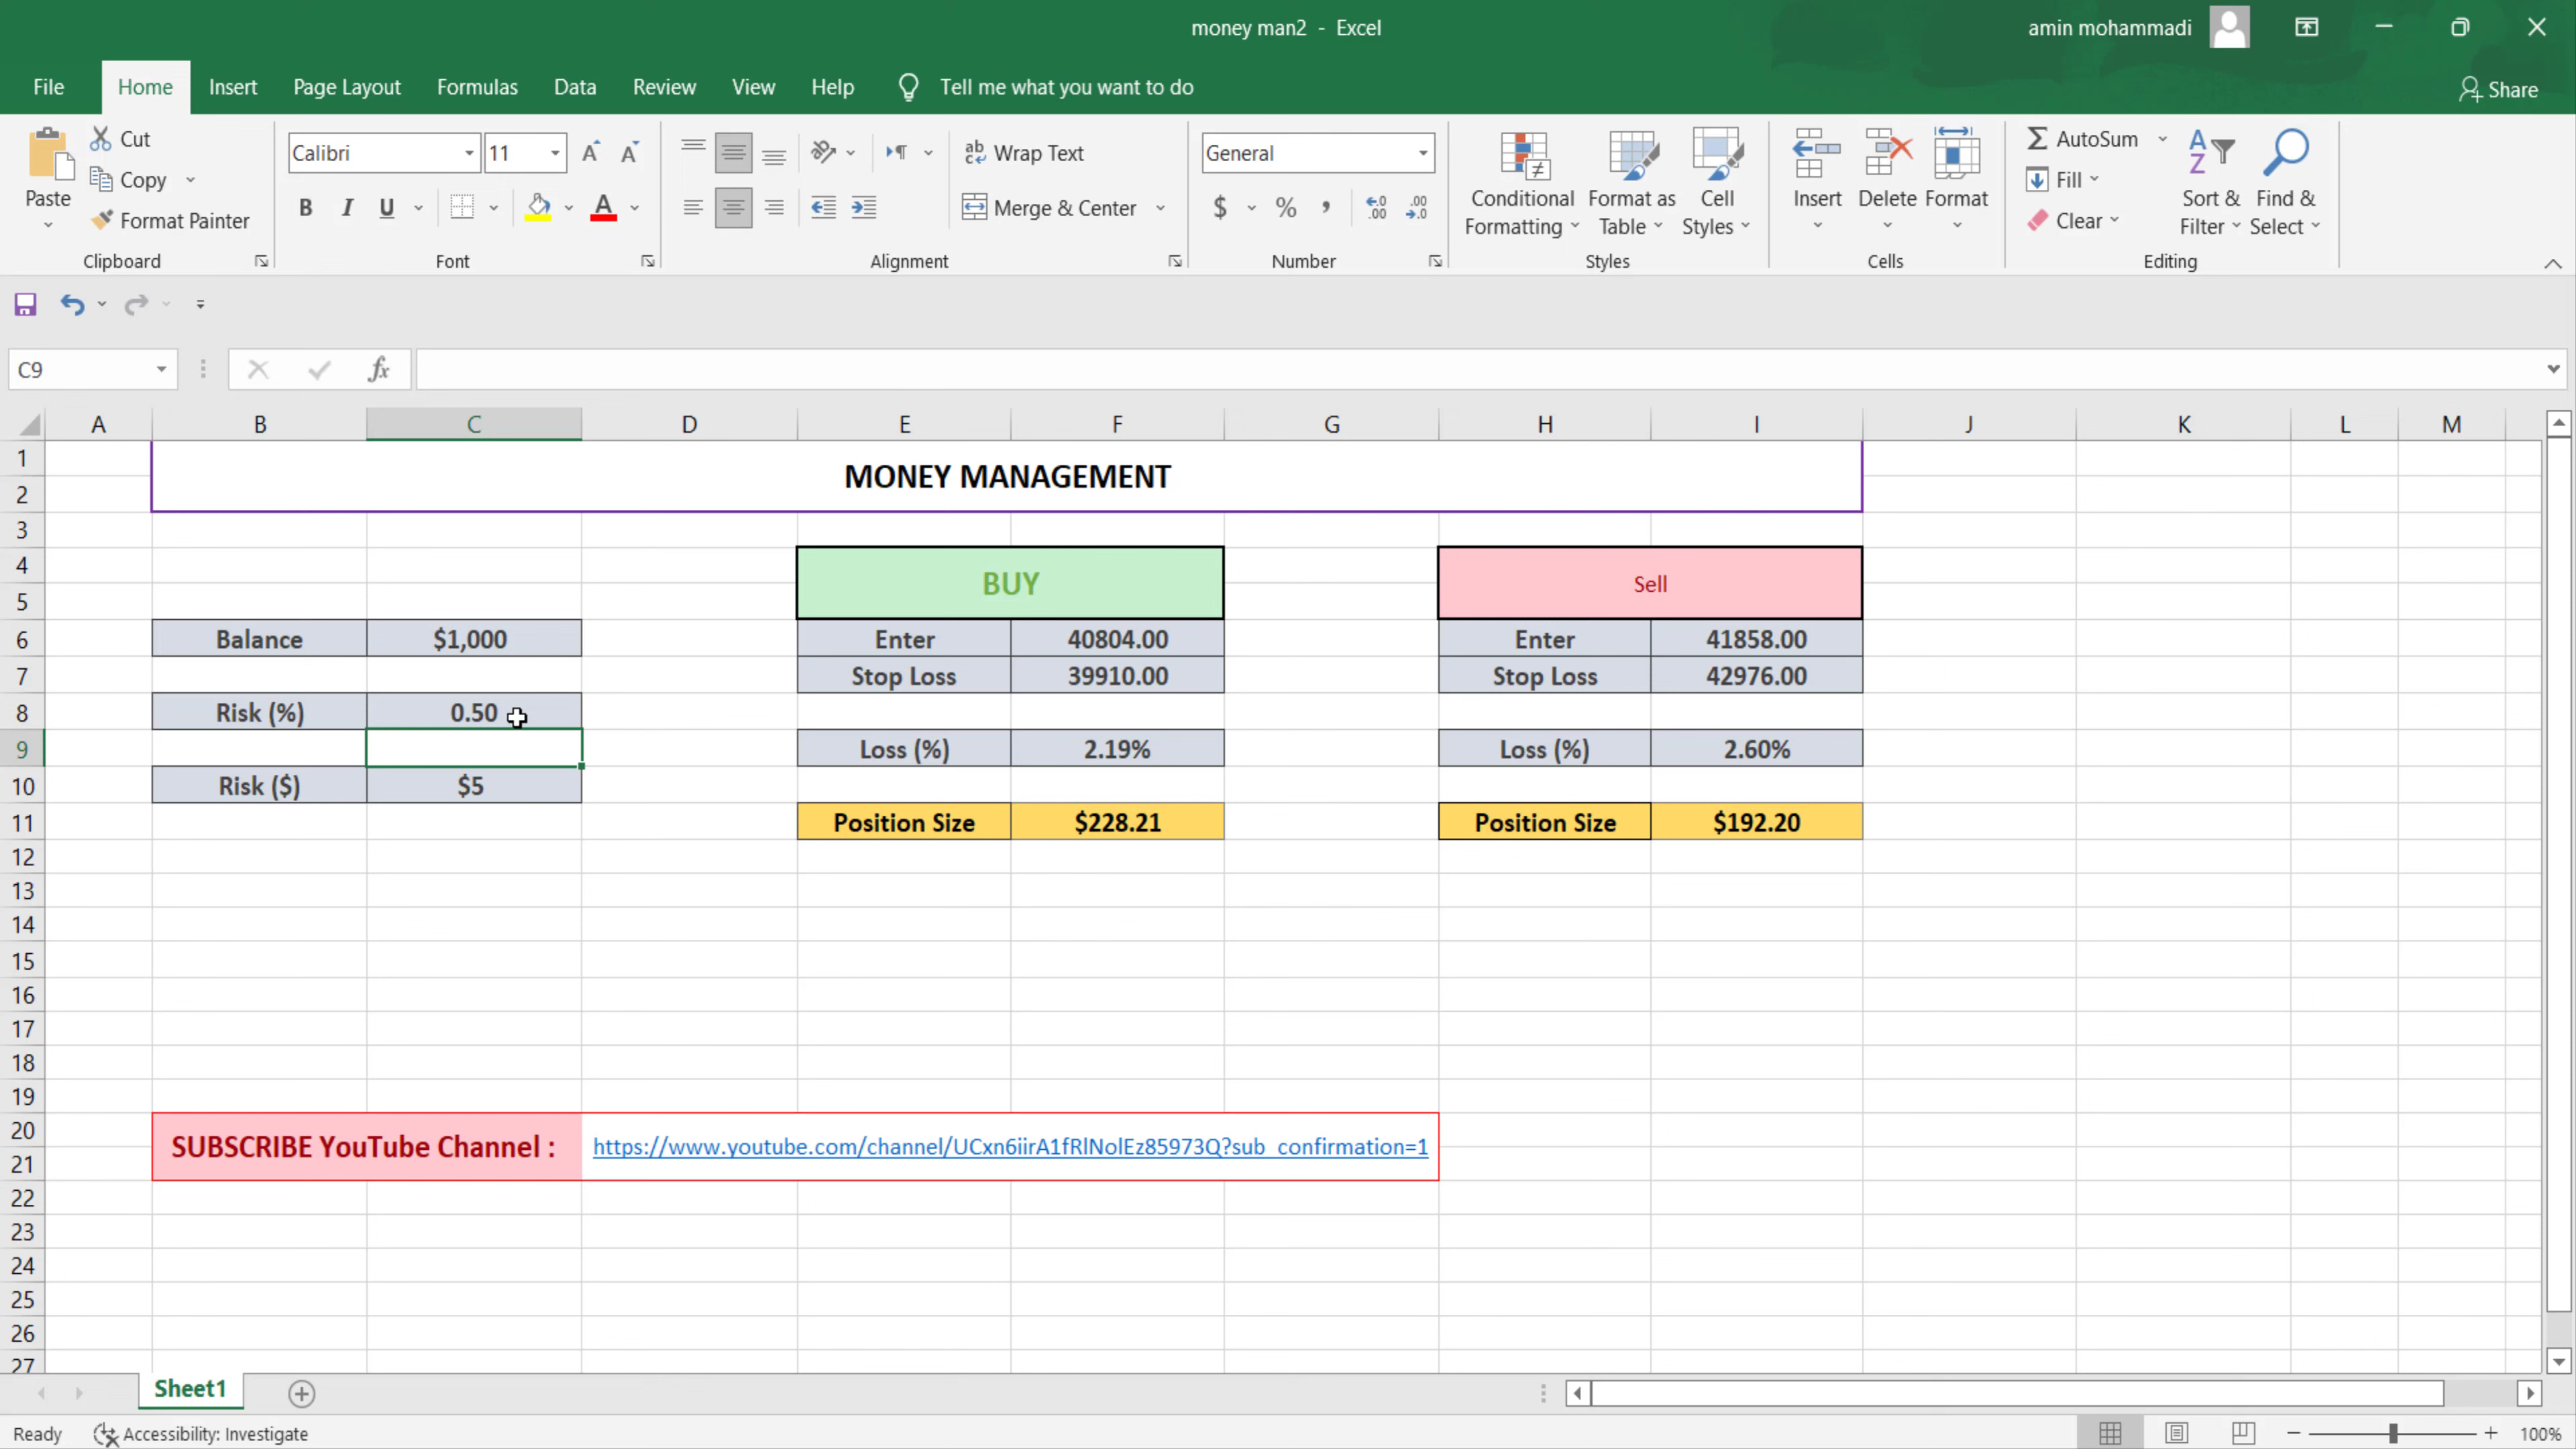 money man2 - Excel
amin mohammadi
File Home Insert Page Layout Formulas Data Review View Help Tell me what you want to do
Share
Paste
Cut
Copy
Format Painter
Clipboard
Calibri 11
B I U
Font
Wrap Text
Merge & Center
Alignment
General
$ % ,
Number
Conditional Formatting
Format as Table
Cell Styles
Styles
Insert Delete Format
Cells
AutoSum
Fill
Clear
Sort & Filter
Find & Select
Editing
C9
fx
A B C D E F G H I J K L M
1
MONEY MANAGEMENT
2
3
4
BUY Sell
5
6 Balance $1,000 Enter 40804.00 Enter 41858.00
7 Stop Loss 39910.00 Stop Loss 42976.00
8 Risk (%) 0.50
9 Loss (%) 2.19% Loss (%) 2.60%
10 Risk ($) $5
11 Position Size $228.21 Position Size $192.20
12
13
14
15
16
17
18
19
20
SUBSCRIBE YouTube Channel : https://www.youtube.com/channel/UCxn6iirA1fRlNolEz85973Q?sub_confirmation=1
21
22
23
24
25
26
27
Sheet1
Ready Accessibility: Investigate 100%